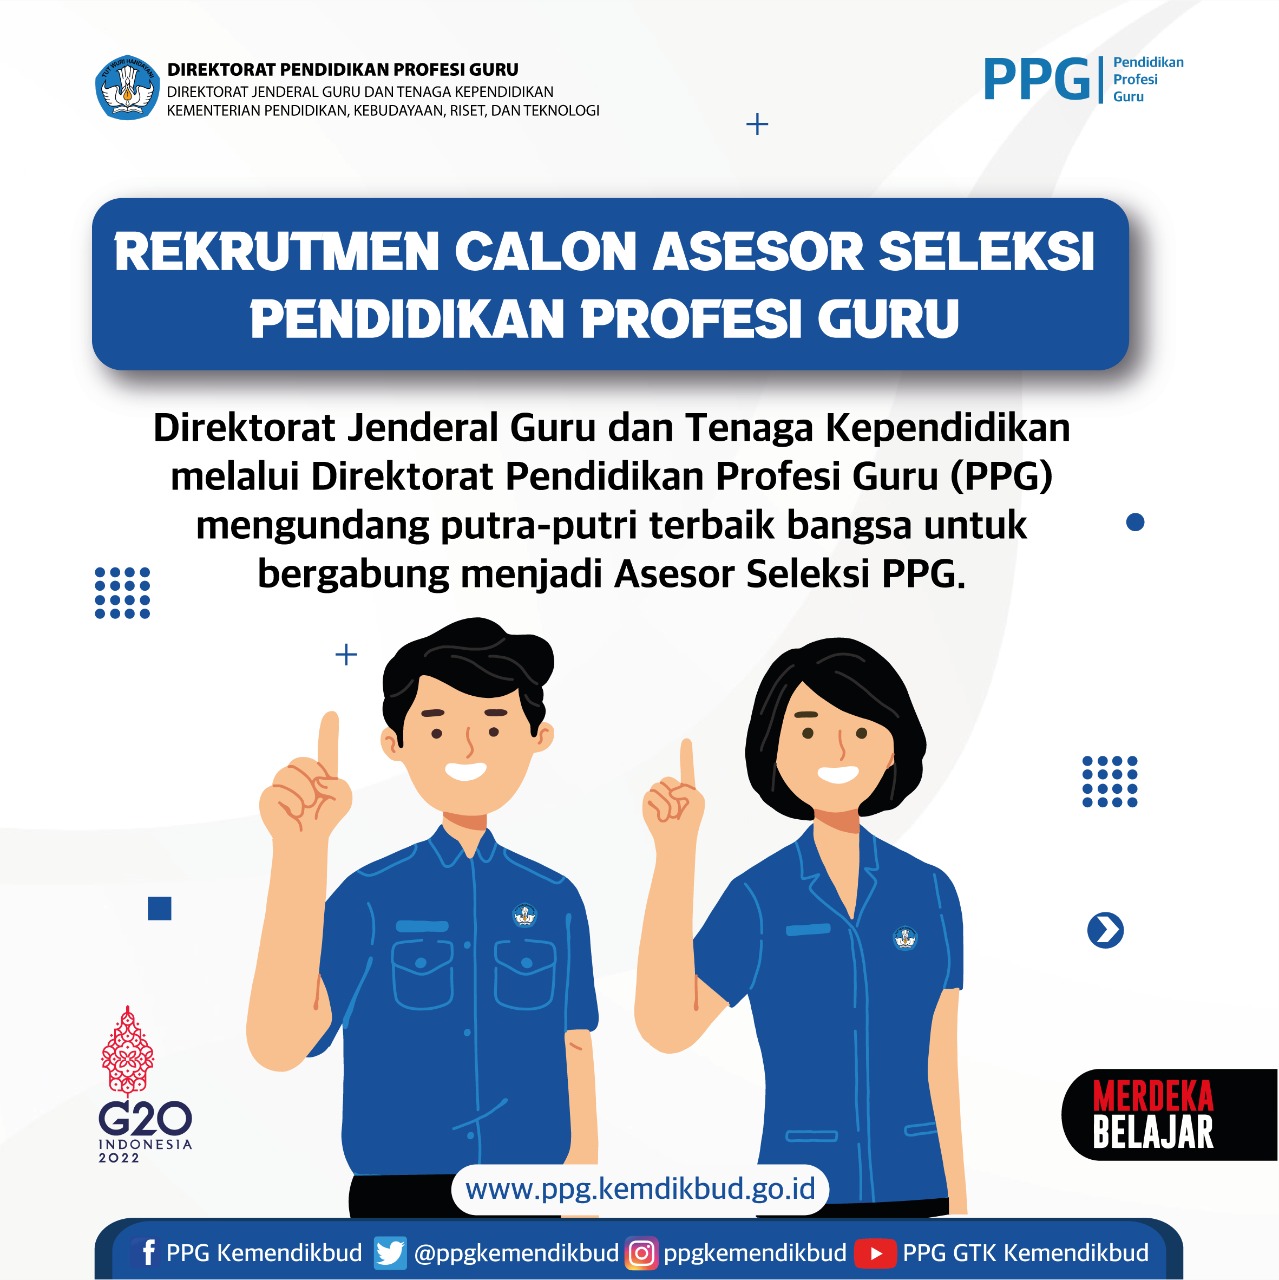 DIREKTORAT PENDIDIKAN PROFESI GURU
DIREKTORAT JENDERAL GURU DAN TENAGA KEPENDIDIKAN
KEMENTERIAN PENDIDIKAN, KEBUDAYAAN, RISET, DAN TEKNOLOGI
PPG
Pendidikan
Profesi
Guru
REKRUTMEN CALON ASESOR SELEKSI
PENDIDIKAN PROFESI GURU
Direktorat Jenderal Guru dan Tenaga Kependidikan
melalui Direktorat Pendidikan Profesi Guru (PPG)
mengundang putra-putri terbaik bangsa untuk
bergabung menjadi Asesor Seleksi PPG.
G20
INDONESIA
2022
MERDEKA
BELAJAR
www.ppg.kemdikbud.go.id
PPG Kemendikbud @ppgkemendikbud ppgkemendikbud PPG GTK Kemendikbud